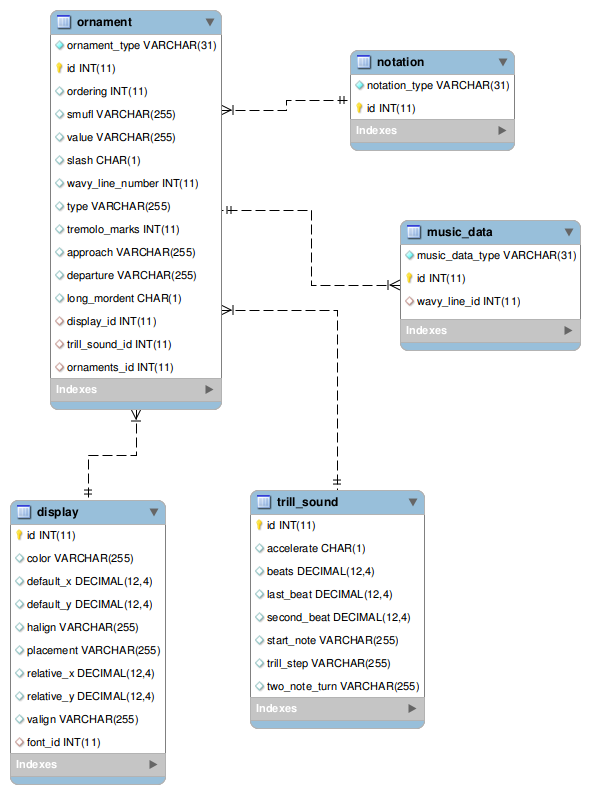 ornament
ornament_type VARCHAR(31)
id INT(11)
ordering INT(11)
smufl VARCHAR(255)
value VARCHAR(255)
slash CHAR(1)
wavy_line_number INT(11)
type VARCHAR(255)
tremolo_marks INT(11)
approach VARCHAR(255)
departure VARCHAR(255)
long_mordent CHAR(1)
display_id INT(11)
trill_sound_id INT(11)
ornaments_id INT(11)
Indexes
notation
notation_type VARCHAR(31)
id INT(11)
Indexes
music_data
music_data_type VARCHAR(31)
id INT(11)
wavy_line_id INT(11)
Indexes
display
id INT(11)
color VARCHAR(255)
default_x DECIMAL(12,4)
default_y DECIMAL(12,4)
halign VARCHAR(255)
placement VARCHAR(255)
relative_x DECIMAL(12,4)
relative_y DECIMAL(12,4)
valign VARCHAR(255)
font_id INT(11)
Indexes
trill_sound
id INT(11)
accelerate CHAR(1)
beats DECIMAL(12,4)
last_beat DECIMAL(12,4)
second_beat DECIMAL(12,4)
start_note VARCHAR(255)
trill_step VARCHAR(255)
two_note_turn VARCHAR(255)
Indexes